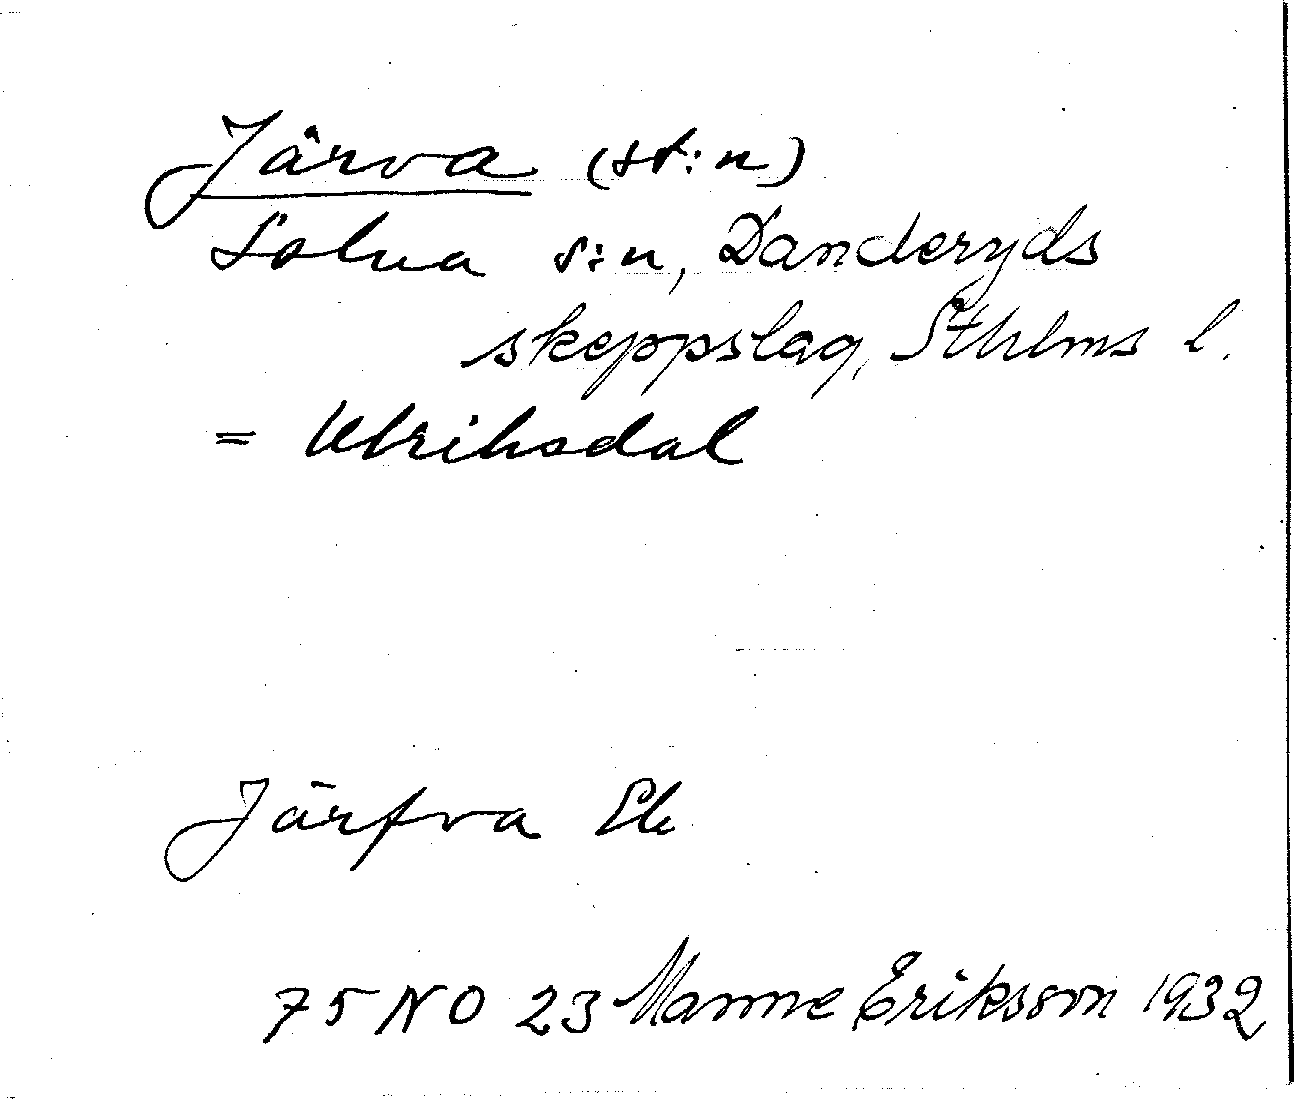 Järva (st:n)
Solna s:n, Danderyds
skeppslag, Sthlms l.
= Ulriksdal
Järfva Ek
75 NO 23 Manne Eriksson 1932